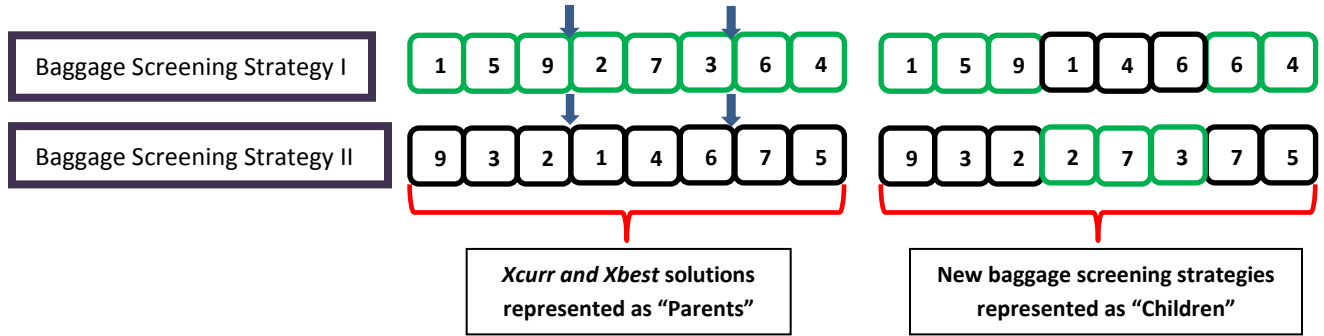 Baggage Screening Strategy I
1 5 9 2 7 3 6 4
1 5 9 1 4 6 6 4
Baggage Screening Strategy II
9 3 2 1 4 6 7 5
9 3 2 2 7 3 7 5
Xcurr and Xbest solutions
represented as “Parents”
New baggage screening strategies
represented as “Children”